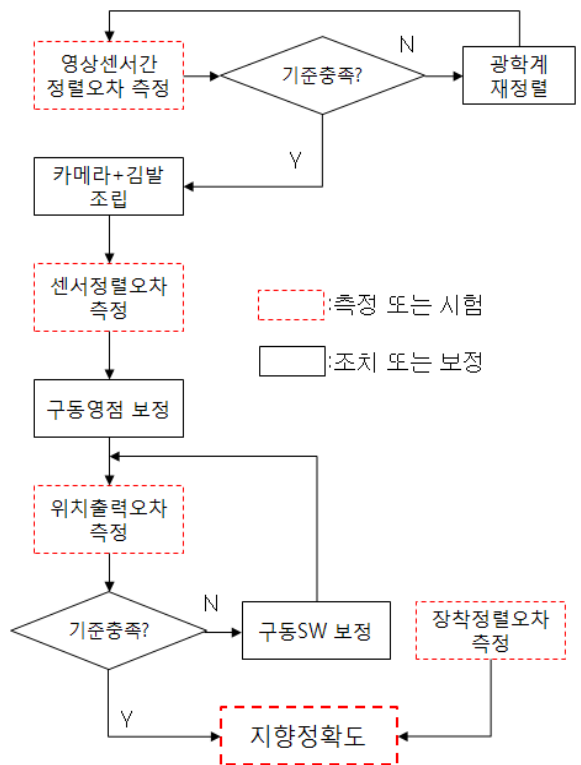 영상센서간
정렬오차 측정
기준충족?
N
광학계
재정렬
Y
카메라+김발
조립
센서정렬오차
측정
:측정 또는 시험
:조치 또는 보정
구동영점 보정
위치출력오차
측정
기준충족?
N
구동SW 보정
장착정렬오차
측정
Y
지향정확도